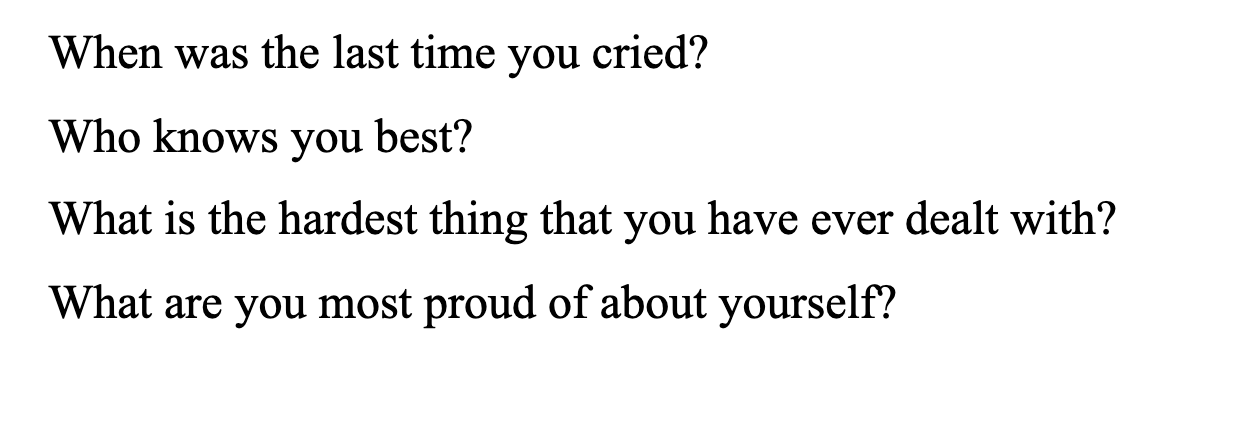 When was the last time you cried?
Who knows you best?
What is the hardest thing that you have ever dealt with?
What are you most proud of about yourself?